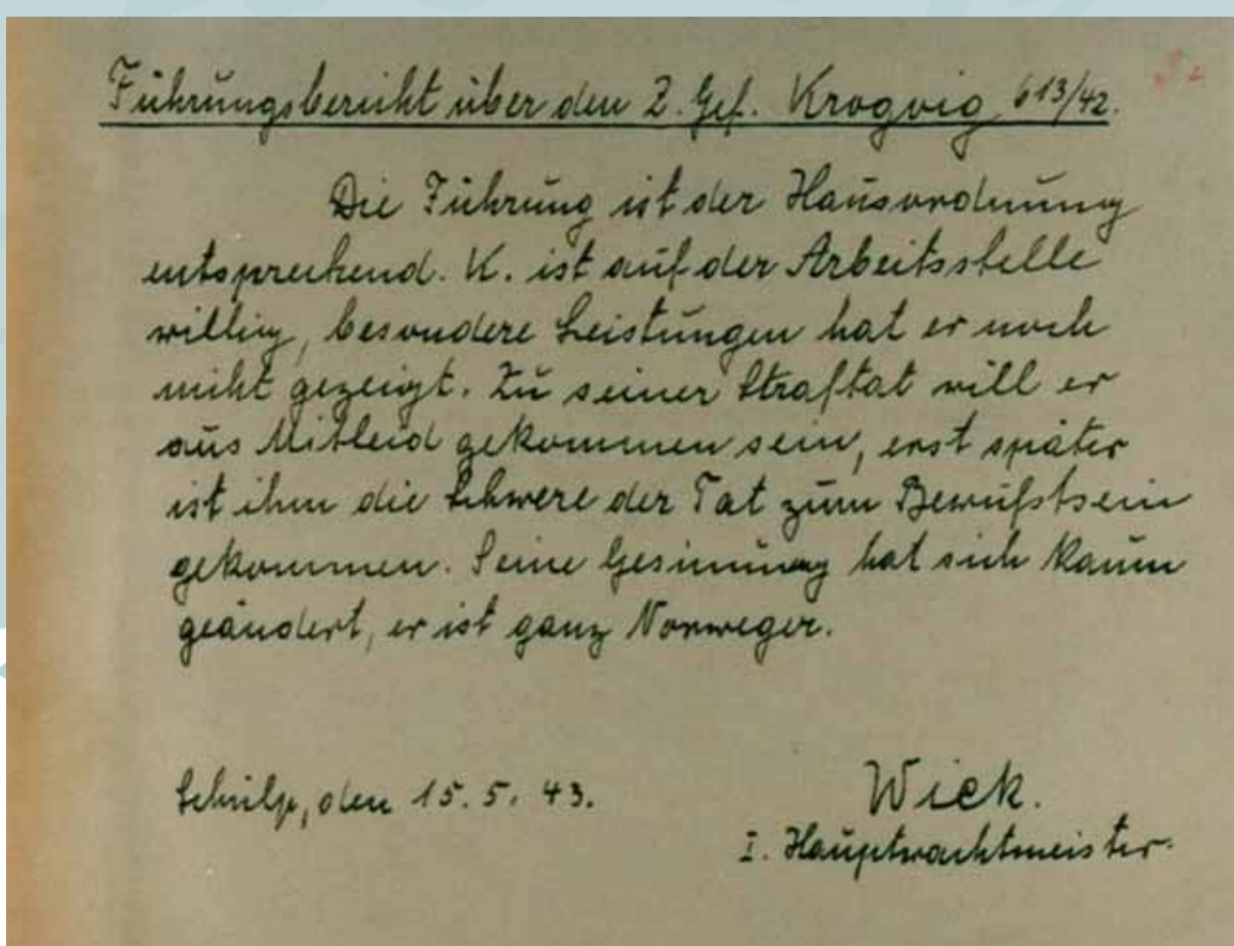 Führungsbericht über den Z. Gef. Krogvig 613/42.
Die Führung ist der Hausordnung
entsprechend. K. ist auf der Arbeitsstelle
willig, besondere Leistungen hat er noch
nicht gezeigt. Zu seiner Straftat will er
aus Mitleid gekommen sein, erst später
ist ihm die Schwere der Tat zum Bewußtsein
gekommen. Seine Gesinnung hat sich kaum
geändert, er ist ganz Norweger.
Schülp, den 15. 5. 43.
Wiek.
I. Hauptwachtmeister.